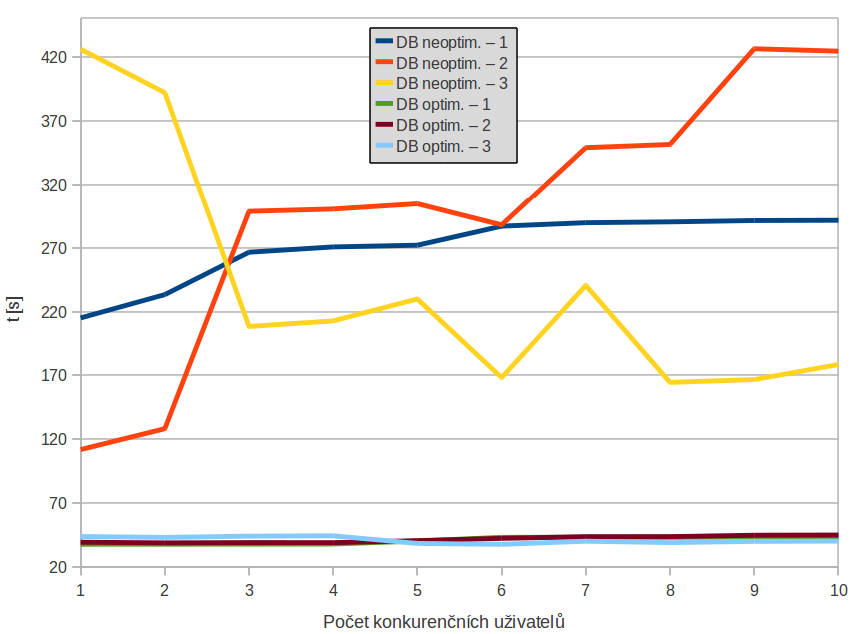 DB neoptim. – 1
DB neoptim. – 2
DB neoptim. – 3
DB optim. – 1
DB optim. – 2
DB optim. – 3
420
370
320
270
220
170
120
70
20
t [s]
1 2 3 4 5 6 7 8 9 10
Počet konkurenčních uživatelů